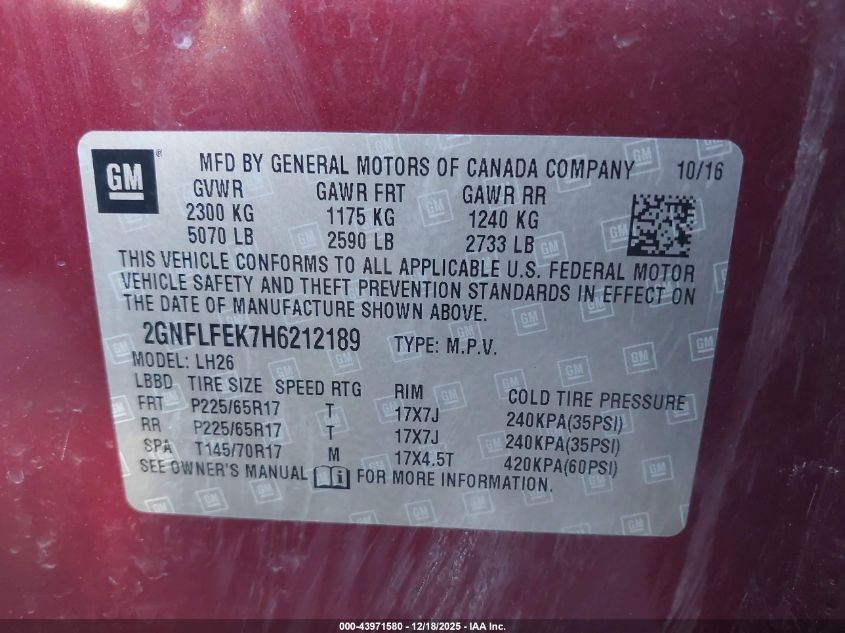 GM ® MFD BY GENERAL MOTORS OF CANADA COMPANY 10/16
GVWR GAWR FRT GAWR RR
2300 KG 1175 KG 1240 KG
5070 LB 2590 LB 2733 LB
THIS VEHICLE CONFORMS TO ALL APPLICABLE U.S. FEDERAL MOTOR
VEHICLE SAFETY AND THEFT PREVENTION STANDARDS IN EFFECT ON
THE DATE OF MANUFACTURE SHOWN ABOVE.
2GNFLFEK7H6212189 TYPE: M.P.V.
MODEL: LH26
LBBD TIRE SIZE SPEED RTG RIM COLD TIRE PRESSURE
FRT P225/65R17 T 17X7J 240KPA(35PSI)
RR P225/65R17 T 17X7J 240KPA(35PSI)
SPA T145/70R17 M 17X4.5T 420KPA(60PSI)
SEE OWNER'S MANUAL FOR MORE INFORMATION.
000-43971580 - 12/18/2025 - IAA Inc.